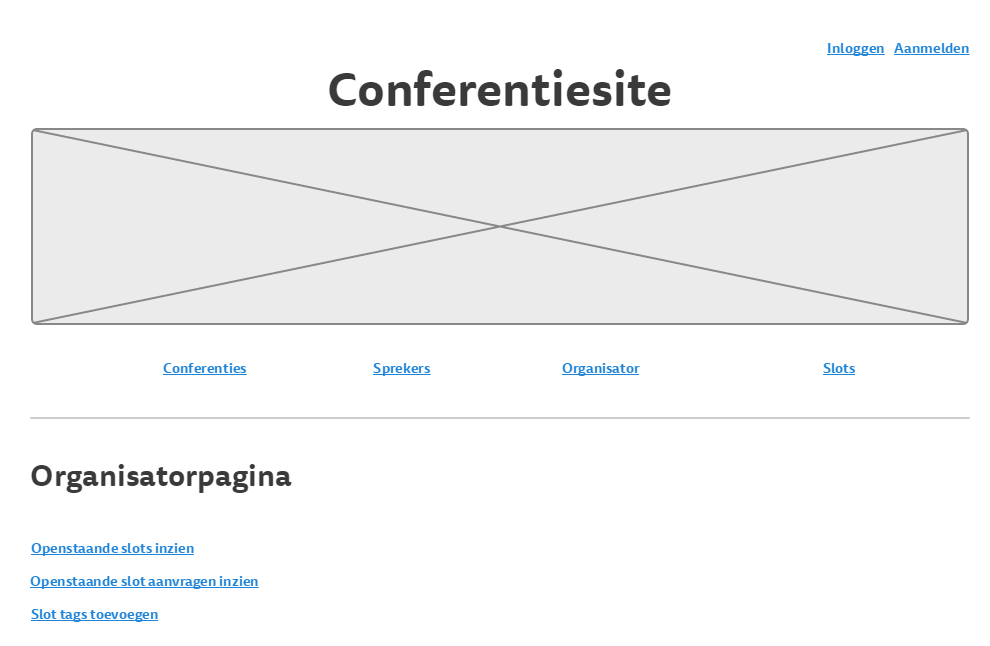 Inloggen Aanmelden
Conferentiesite
Conferenties Sprekers Organisator Slots
Organisatorpagina
Openstaande slots inzien
Openstaande slot aanvragen inzien
Slot tags toevoegen